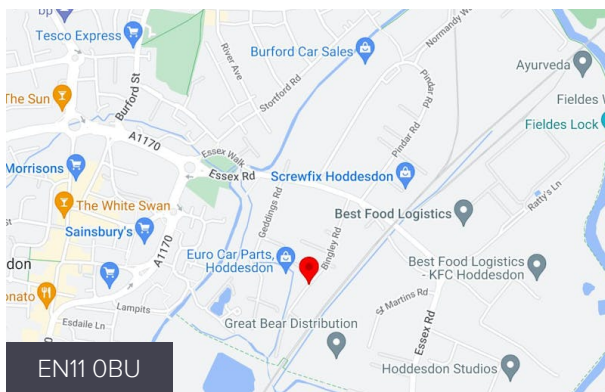 bp
Tesco Express
Burford St
River Ave
Stortford Rd
Burford Car Sales
Normandy W
Ayurveda
The Sun
Pindar Rd
Pindar Rd
Fieldes W
Fieldes Lock
A1170
Essex Walk
Essex Rd
Morrisons
Screwfix Hoddesdon
Ratty's Ln
The White Swan
Geddings Rd
Best Food Logistics
Sainsbury's
A1170
Euro Car Parts,
Hoddesdon
Bingley Rd
Best Food Logistics
- KFC Hoddesdon
don
onato
Lampits
St Martins Rd
Essex Rd
Esdaile Ln
Great Bear Distribution
Hoddesdon Studios
EN11 0BU